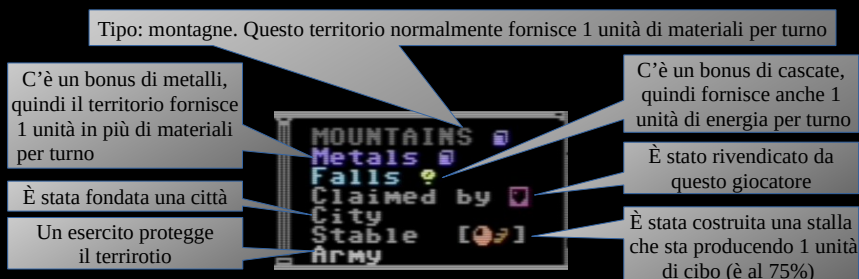 Tipo: montagne. Questo territorio normalmente fornisce 1 unità di materiali per turno
C'è un bonus di metalli,
quindi il territorio fornisce
1 unità in più di materiali
per turno
È stata fondata una città
Un esercito protegge
il terrirotio
MOUNTAINS
Metals
Falls
Claimed by
City
Stable [ ]
Army
C'è un bonus di cascate,
quindi fornisce anche 1
unità di energia per turno
È stato rivendicato da
questo giocatore
È stata costruita una stalla
che sta producendo 1 unità
di cibo (è al 75%)